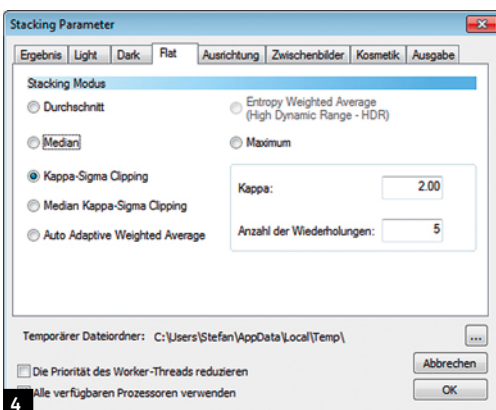 Stacking Parameter
Ergebnis Light Dark Flat Ausrichtung Zwischenbilder Kosmetik Ausgabe
Stacking Modus
Durchschnitt
Entropy Weighted Average
(High Dynamic Range - HDR)
Median
Maximum
Kappa-Sigma Clipping
Kappa: 2.00
Median Kappa-Sigma Clipping
Auto Adaptive Weighted Average
Anzahl der Wiederholungen: 5
Temporärer Dateiordner: C:\Users\Stefan\AppData\Local\Temp\ ...
Die Priorität des Worker-Threads reduzieren
Abbrechen
Alle verfügbaren Prozessoren verwenden
OK
4